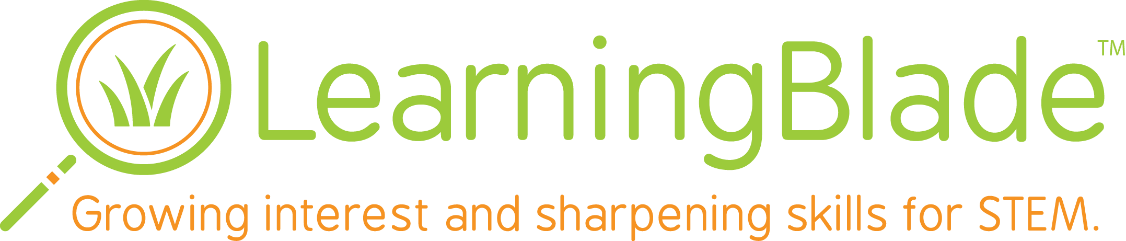 LearningBlade™
Growing interest and sharpening skills for STEM.